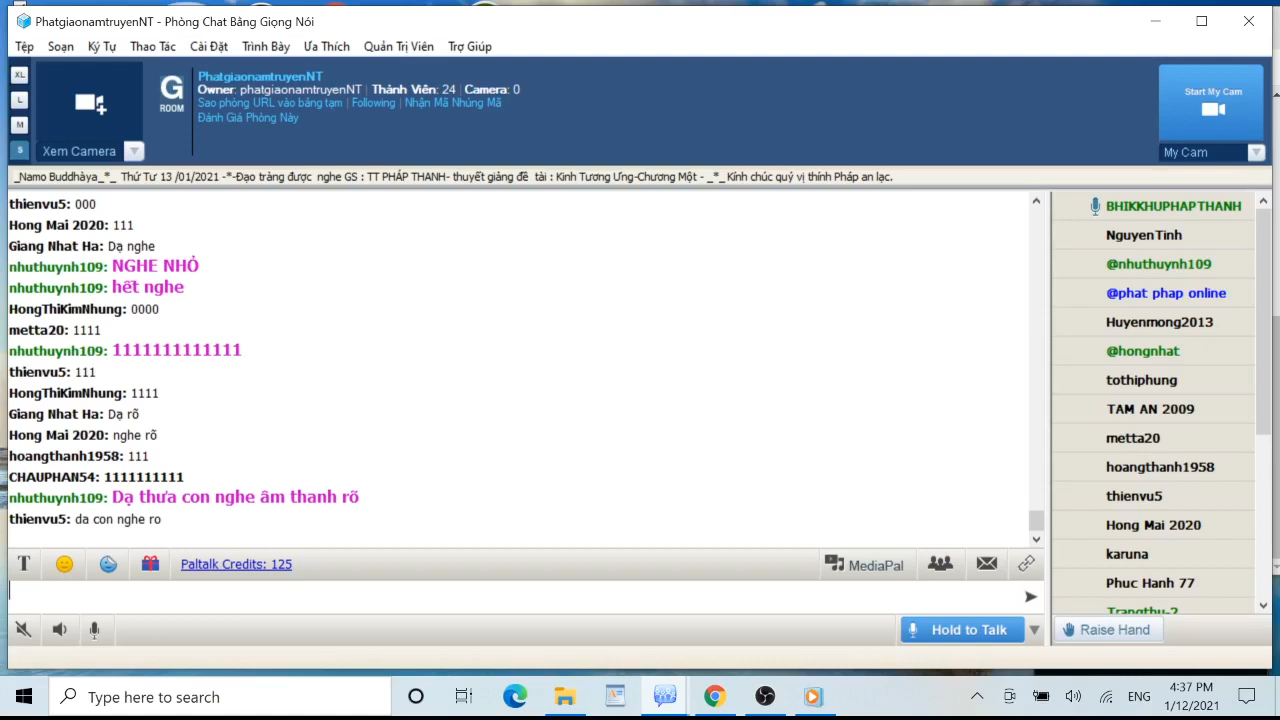 PhatgiaonamtruyenNT - Phòng Chat Bằng Giọng Nói
Tệp Soạn Ký Tự Thao Tác Cài Đặt Trình Bày Ưa Thích Quản Trị Viên Trợ Giúp
XL
L
M
S
Xem Camera
G
ROOM
PhatgiaonamtruyenNT
Owner: phatgiaonamtruyenNT | Thành Viên: 24 | Camera: 0
Sao phòng URL vào bảng tạm | Following | Nhận Mã Nhúng Mã
Đánh Giá Phòng Này
Start My Cam
My Cam
_Namo Buddhàya_*_ Thứ Tư 13 /01/2021 -*-Đạo tràng được nghe GS : TT PHÁP THANH- thuyết giảng đề tài : Kinh Tương Ưng-Chương Một - _*_ Kính chúc quý vị thính Pháp an lạc.
thienvu5: 000
Hong Mai 2020: 111
Giang Nhat Ha: Dạ nghe
nhuthuynh109: NGHE NHỎ
nhuthuynh109: hết nghe
HongThiKimNhung: 0000
metta20: 1111
nhuthuynh109: 1111111111111
thienvu5: 111
HongThiKimNhung: 1111
Giang Nhat Ha: Dạ rõ
Hong Mai 2020: nghe rõ
hoangthanh1958: 111
CHAUPHAN54: 1111111111
nhuthuynh109: Dạ thưa con nghe âm thanh rõ
thienvu5: da con nghe ro
BHIKKHUPHAPTHANH
NguyenTinh
@nhuthuynh109
@phat phap online
Huyenmong2013
@hongnhat
tothiphung
TAM AN 2009
metta20
hoangthanh1958
thienvu5
Hong Mai 2020
karuna
Phuc Hanh 77
Trangthu-2
T
Paltalk Credits: 125
MediaPal
Hold to Talk
Raise Hand
Type here to search
ENG
4:37 PM
1/12/2021